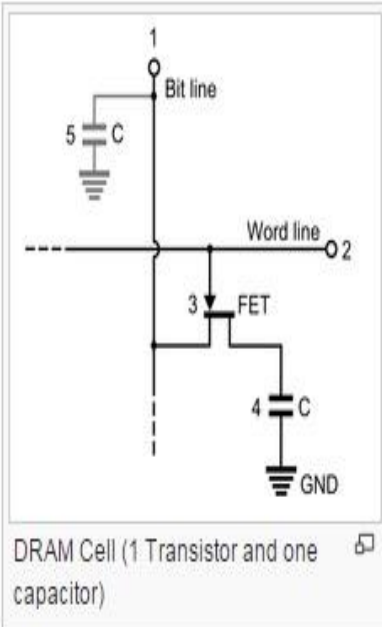 1
Bit line
5 C
Word line
2
3 FET
4 C
GND
DRAM Cell (1 Transistor and one
capacitor)